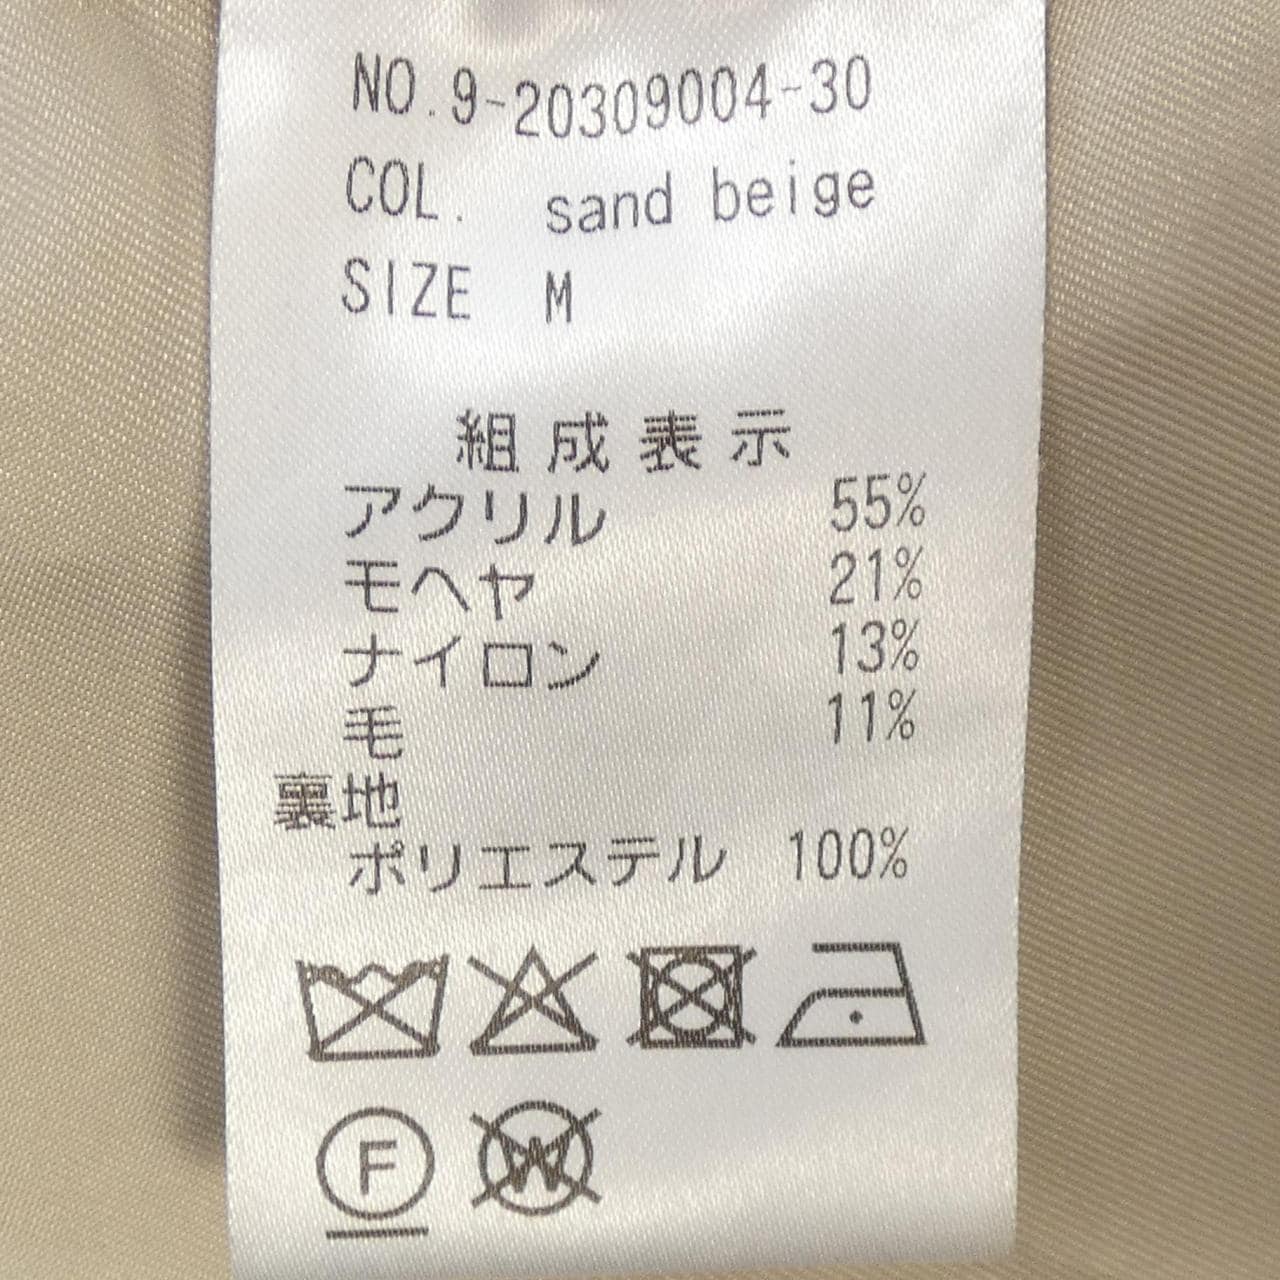 NO.9-20309004-30
COL. sand beige
SIZE M
組成表示
アクリル 55%
モヘヤ 21%
ナイロン 13%
毛 11%
裏地
ポリエステル 100%
F W